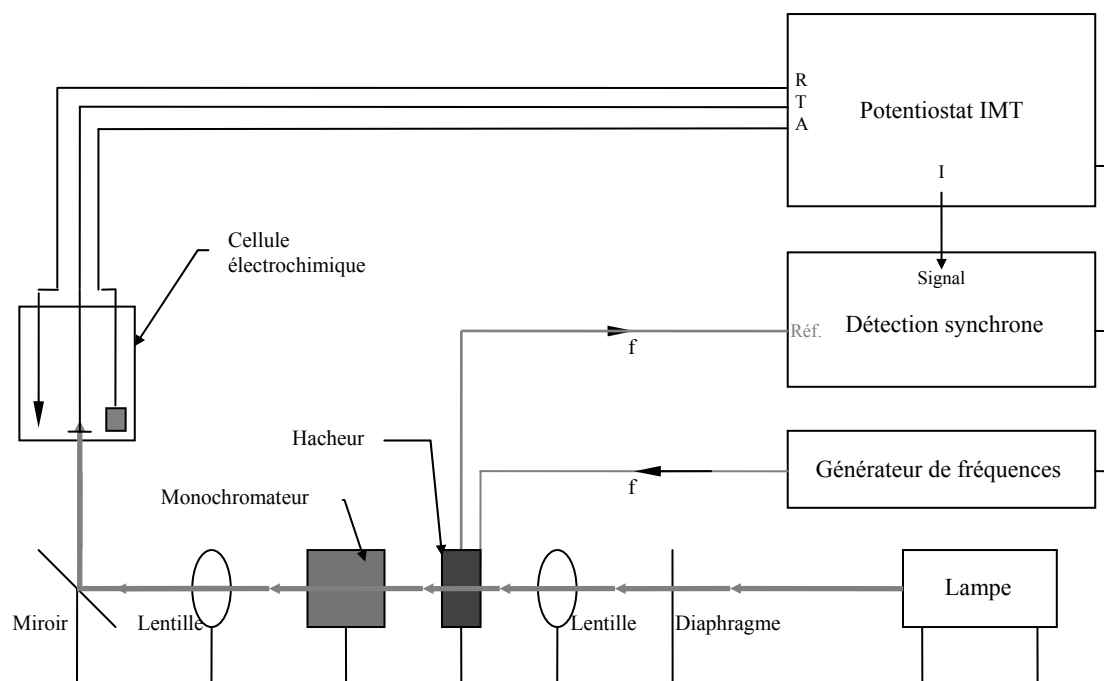 R
T
A
Potentiostat IMT
I
Cellule
électrochimique
Signal
Réf.
Détection synchrone
f
Hacheur
Générateur de fréquences
f
Monochromateur
Lampe
Miroir
Lentille
Lentille
Diaphragme